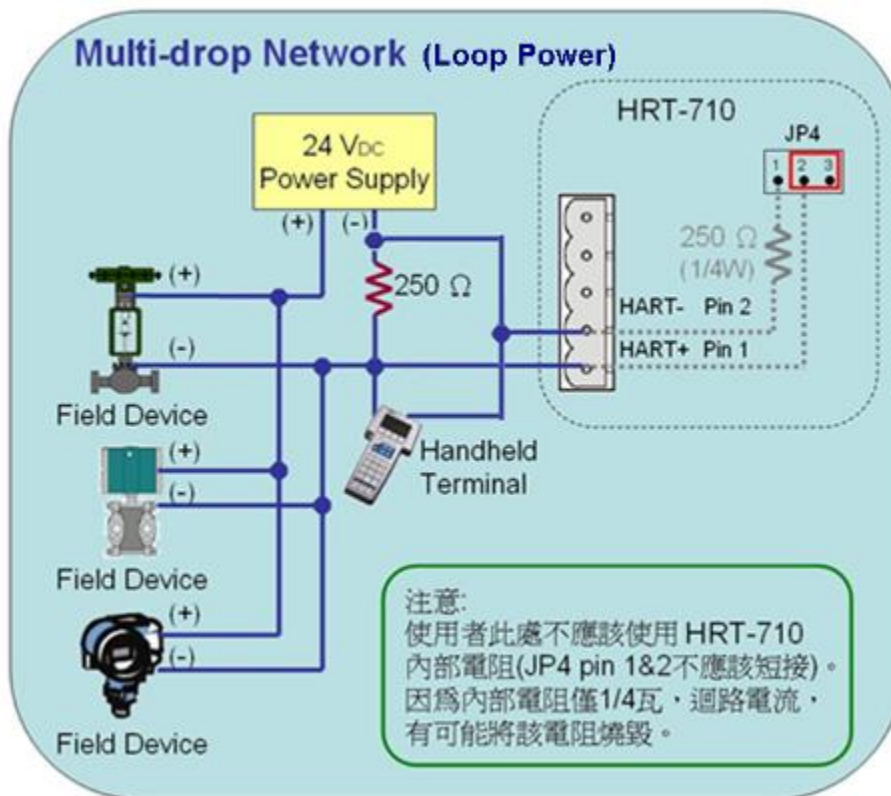 Multi-drop Network (Loop Power)
24 VDC
Power Supply
(+) (-)
250 Ω
HRT-710
JP4
1 2 3
250 Ω
(1/4W)
HART- Pin 2
HART+ Pin 1
(+)
(-)
Field Device
(+)
(-)
Field Device
(+)
(-)
Field Device
Handheld
Terminal
注意:
使用者此處不應該使用 HRT-710
內部電阻(JP4 pin 1&2不應該短接)。
因為內部電阻僅1/4瓦，迴路電流，
有可能將該電阻燒毀。